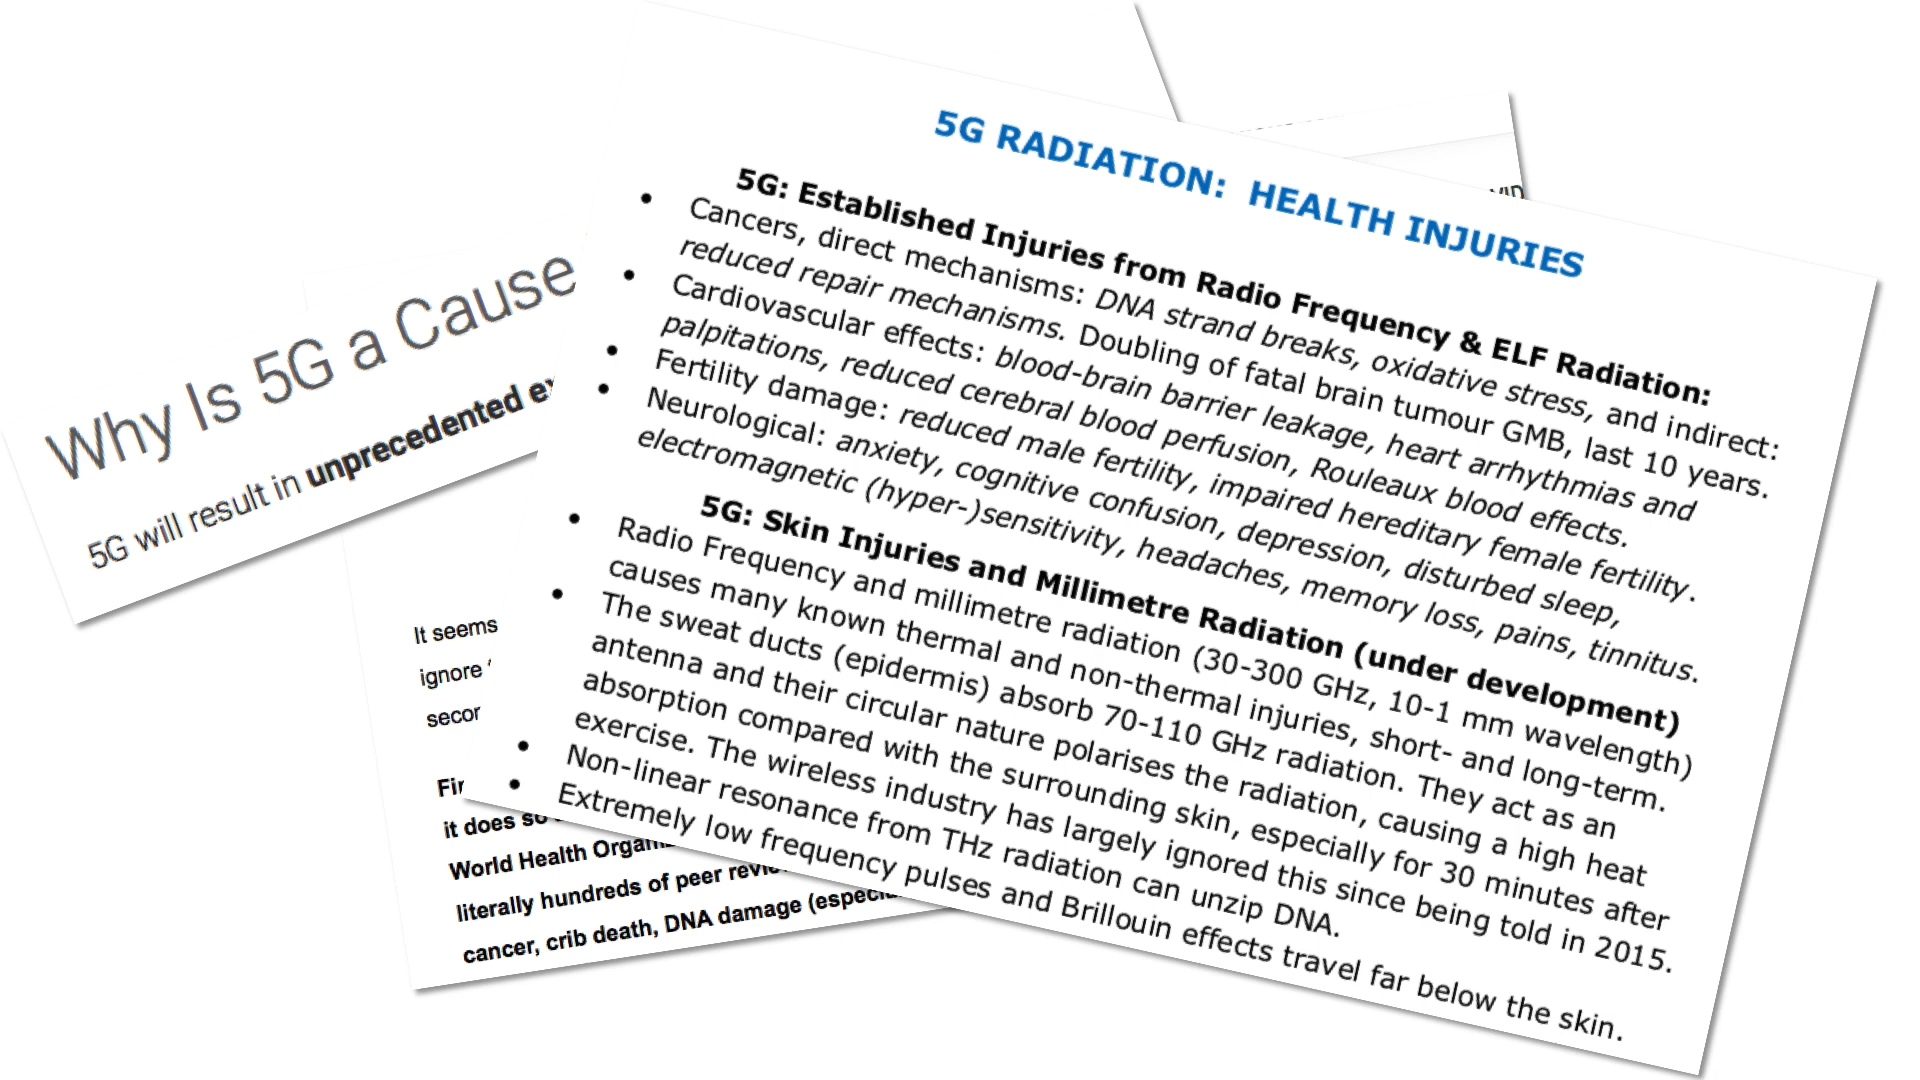 Why Is 5G a Cause
5G will result in unprecedented
5G RADIATION: HEALTH INJURIES
5G: Established Injuries from Radio Frequency & ELF Radiation:
• Cancers, direct mechanisms: DNA strand breaks, oxidative stress, and indirect:
reduced repair mechanisms. Doubling of fatal brain tumour GMB, last 10 years.
• Cardiovascular effects: blood-brain barrier leakage, heart arrhythmias and
palpitations, reduced cerebral blood perfusion, Rouleaux blood effects.
• Fertility damage: reduced male fertility, impaired hereditary female fertility.
• Neurological: anxiety, cognitive confusion, depression, disturbed sleep,
electromagnetic (hyper-)sensitivity, headaches, memory loss, pains, tinnitus.
5G: Skin Injuries and Millimetre Radiation (under development)
• Radio Frequency and millimetre radiation (30-300 GHz, 10-1 mm wavelength)
causes many known thermal and non-thermal injuries, short- and long-term.
• The sweat ducts (epidermis) absorb 70-110 GHz radiation. They act as an
antenna and their circular nature polarises the radiation, causing a high heat
absorption compared with the surrounding skin, especially for 30 minutes after
exercise. The wireless industry has largely ignored this since being told in 2015.
• Non-linear resonance from THz radiation can unzip DNA.
• Extremely low frequency pulses and Brillouin effects travel far below the skin.
It seems
ignore
secor
it does so
World Health
literally hundreds of peer
cancer, crib death, DNA damage